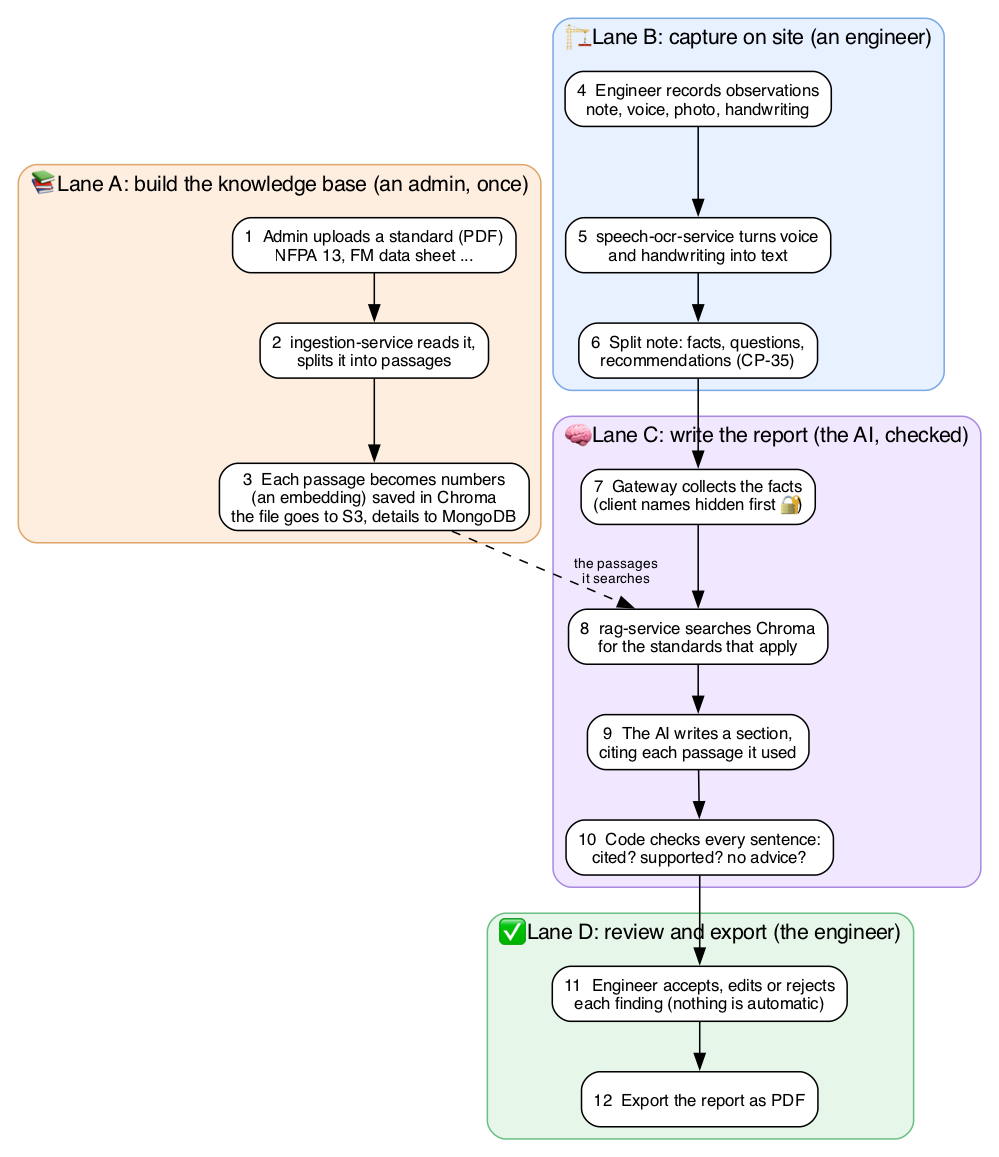 Lane B: capture on site (an engineer)
4 Engineer records observations
note, voice, photo, handwriting
Lane A: build the knowledge base (an admin, once)
1 Admin uploads a standard (PDF)
NFPA 13, FM data sheet ...
5 speech-ocr-service turns voice
and handwriting into text
2 ingestion-service reads it,
splits it into passages
6 Split note: facts, questions,
recommendations (CP-35)
Lane C: write the report (the AI, checked)
3 Each passage becomes numbers
(an embedding) saved in Chroma
the file goes to S3, details to MongoDB
7 Gateway collects the facts
(client names hidden first 🔐)
the passages
it searches
8 rag-service searches Chroma
for the standards that apply
9 The AI writes a section,
citing each passage it used
10 Code checks every sentence:
cited? supported? no advice?
Lane D: review and export (the engineer)
11 Engineer accepts, edits or rejects
each finding (nothing is automatic)
12 Export the report as PDF